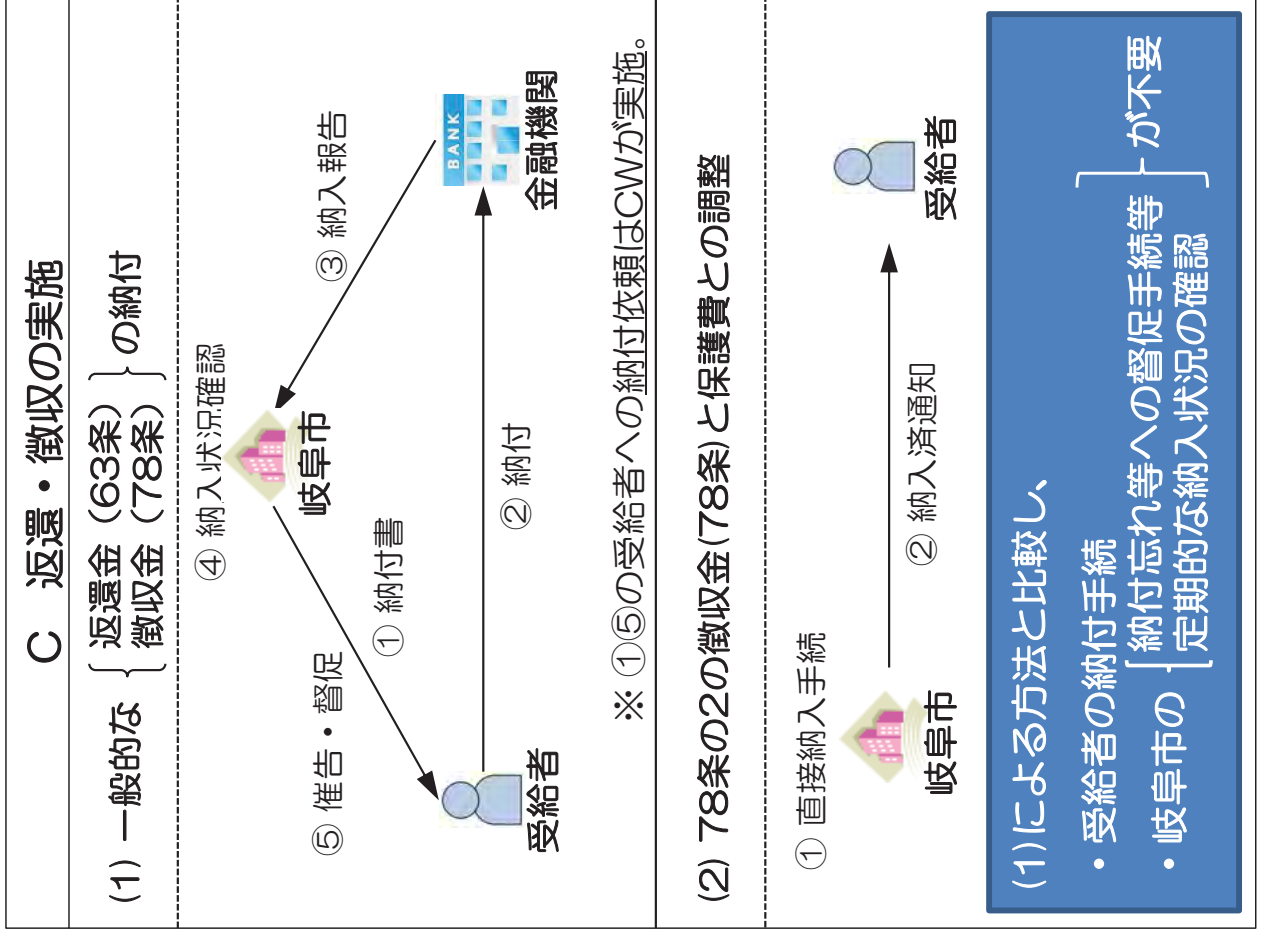 C 返還・徴収の実施
(1) 一般的な { 返還金（63条） } の納付
徴収金（78条）
④ 納入状況確認
岐阜市
③ 納入報告
⑤ 催告・督促
① 納付書
BANK
金融機関
② 納付
受給者
※ ①⑤の受給者への納付依頼はCWが実施。
(2) 78条の2の徴収金(78条)と保護費との調整
① 直接納入手続
岐阜市
② 納入済通知
受給者
(1)による方法と比較し、
・受給者の納付手続
・岐阜市の [ 納付忘れ等への督促手続等 } が不要
定期的な納入状況の確認